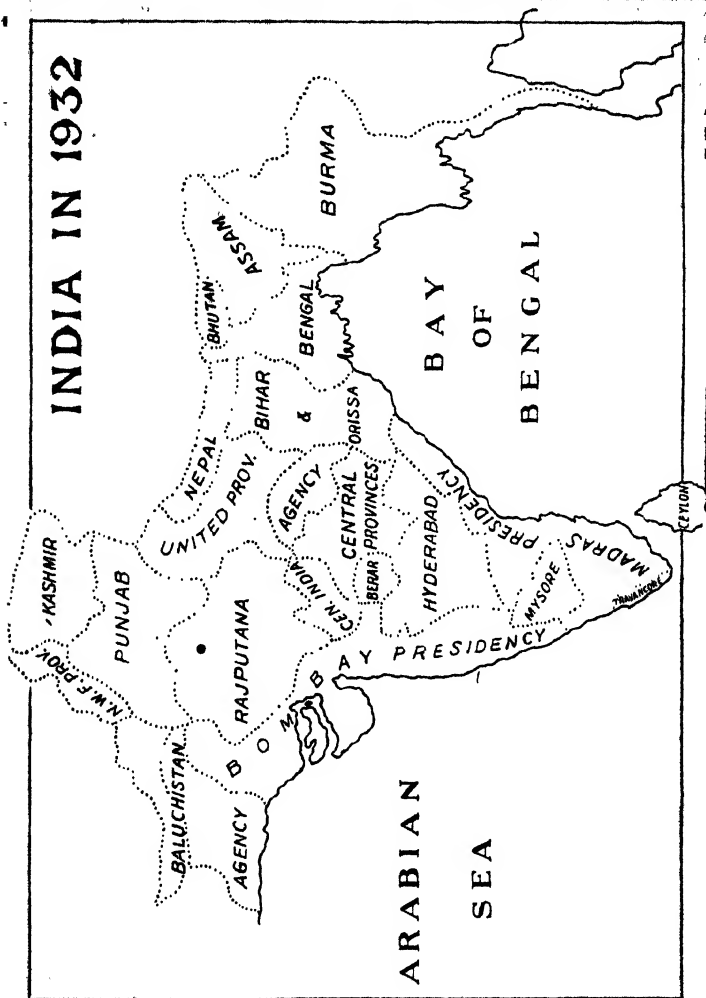 INDIA IN 1932
KASHMIR
N.W.F. PROV.
PUNJAB
BALUCHISTAN
AGENCY
RAJPUTANA
UNITED PROV.
NEPAL
BHUTAN
ASSAM
BURMA
BENGAL
BIHAR
&
ORISSA
CEN. INDIA
AGENCY
CENTRAL
PROVINCES
BERAR
HYDERABAD
BOMBAY PRESIDENCY
MADRAS
PRESIDENCY
MYSORE
TRAVANCORE
CEYLON
ARABIAN
SEA
BAY
OF
BENGAL